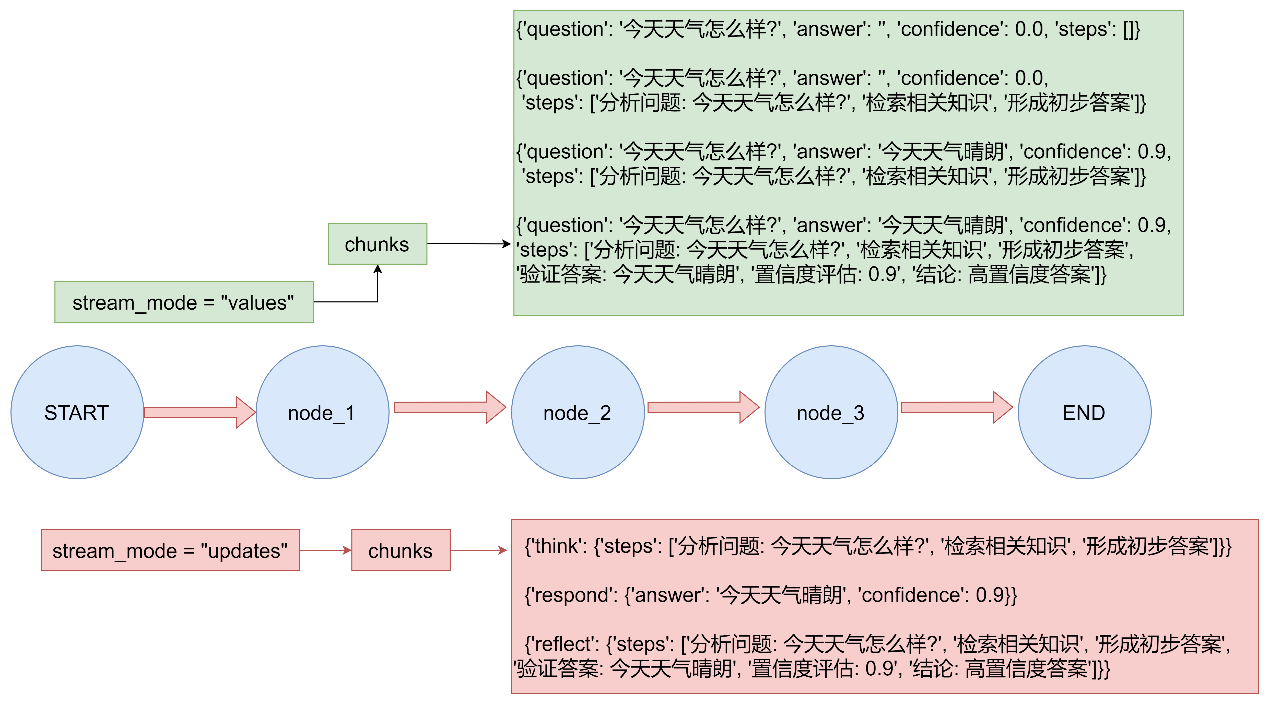 {'question': '今天天气怎么样?', 'answer': '', 'confidence': 0.0, 'steps': []}
{'question': '今天天气怎么样?', 'answer': '', 'confidence': 0.0,
'steps': ['分析问题: 今天天气怎么样?', '检索相关知识', '形成初步答案']}
{'question': '今天天气怎么样?', 'answer': '今天天气晴朗', 'confidence': 0.9,
'steps': ['分析问题: 今天天气怎么样?', '检索相关知识', '形成初步答案']}
{'question': '今天天气怎么样?', 'answer': '今天天气晴朗', 'confidence': 0.9,
'steps': ['分析问题: 今天天气怎么样?', '检索相关知识', '形成初步答案',
'验证答案: 今天天气晴朗', '置信度评估: 0.9', '结论: 高置信度答案']}
chunks
stream_mode = "values"
START
node_1
node_2
node_3
END
stream_mode = "updates"
chunks
{'think': {'steps': ['分析问题: 今天天气怎么样?', '检索相关知识', '形成初步答案']}}
{'respond': {'answer': '今天天气晴朗', 'confidence': 0.9}}
{'reflect': {'steps': ['分析问题: 今天天气怎么样?', '检索相关知识', '形成初步答案',
'验证答案: 今天天气晴朗', '置信度评估: 0.9', '结论: 高置信度答案']}}